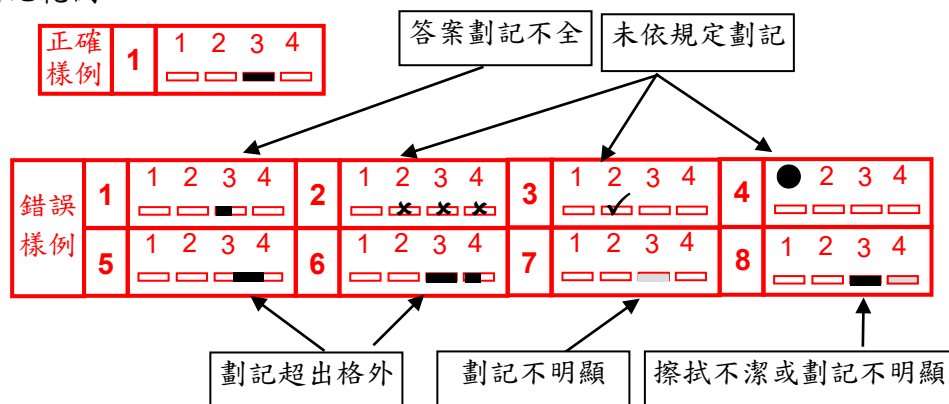 答案劃記不全 未依規定劃記
正確樣例 1 1 2 3 4
錯誤樣例
1 1 2 3 4 2 1 2 3 4 3 1 2 3 4 4 2 3 4
5 1 2 3 4 6 1 2 3 4 7 1 2 3 4 8 1 2 3 4
劃記超出格外 劃記不明顯 擦拭不潔或劃記不明顯